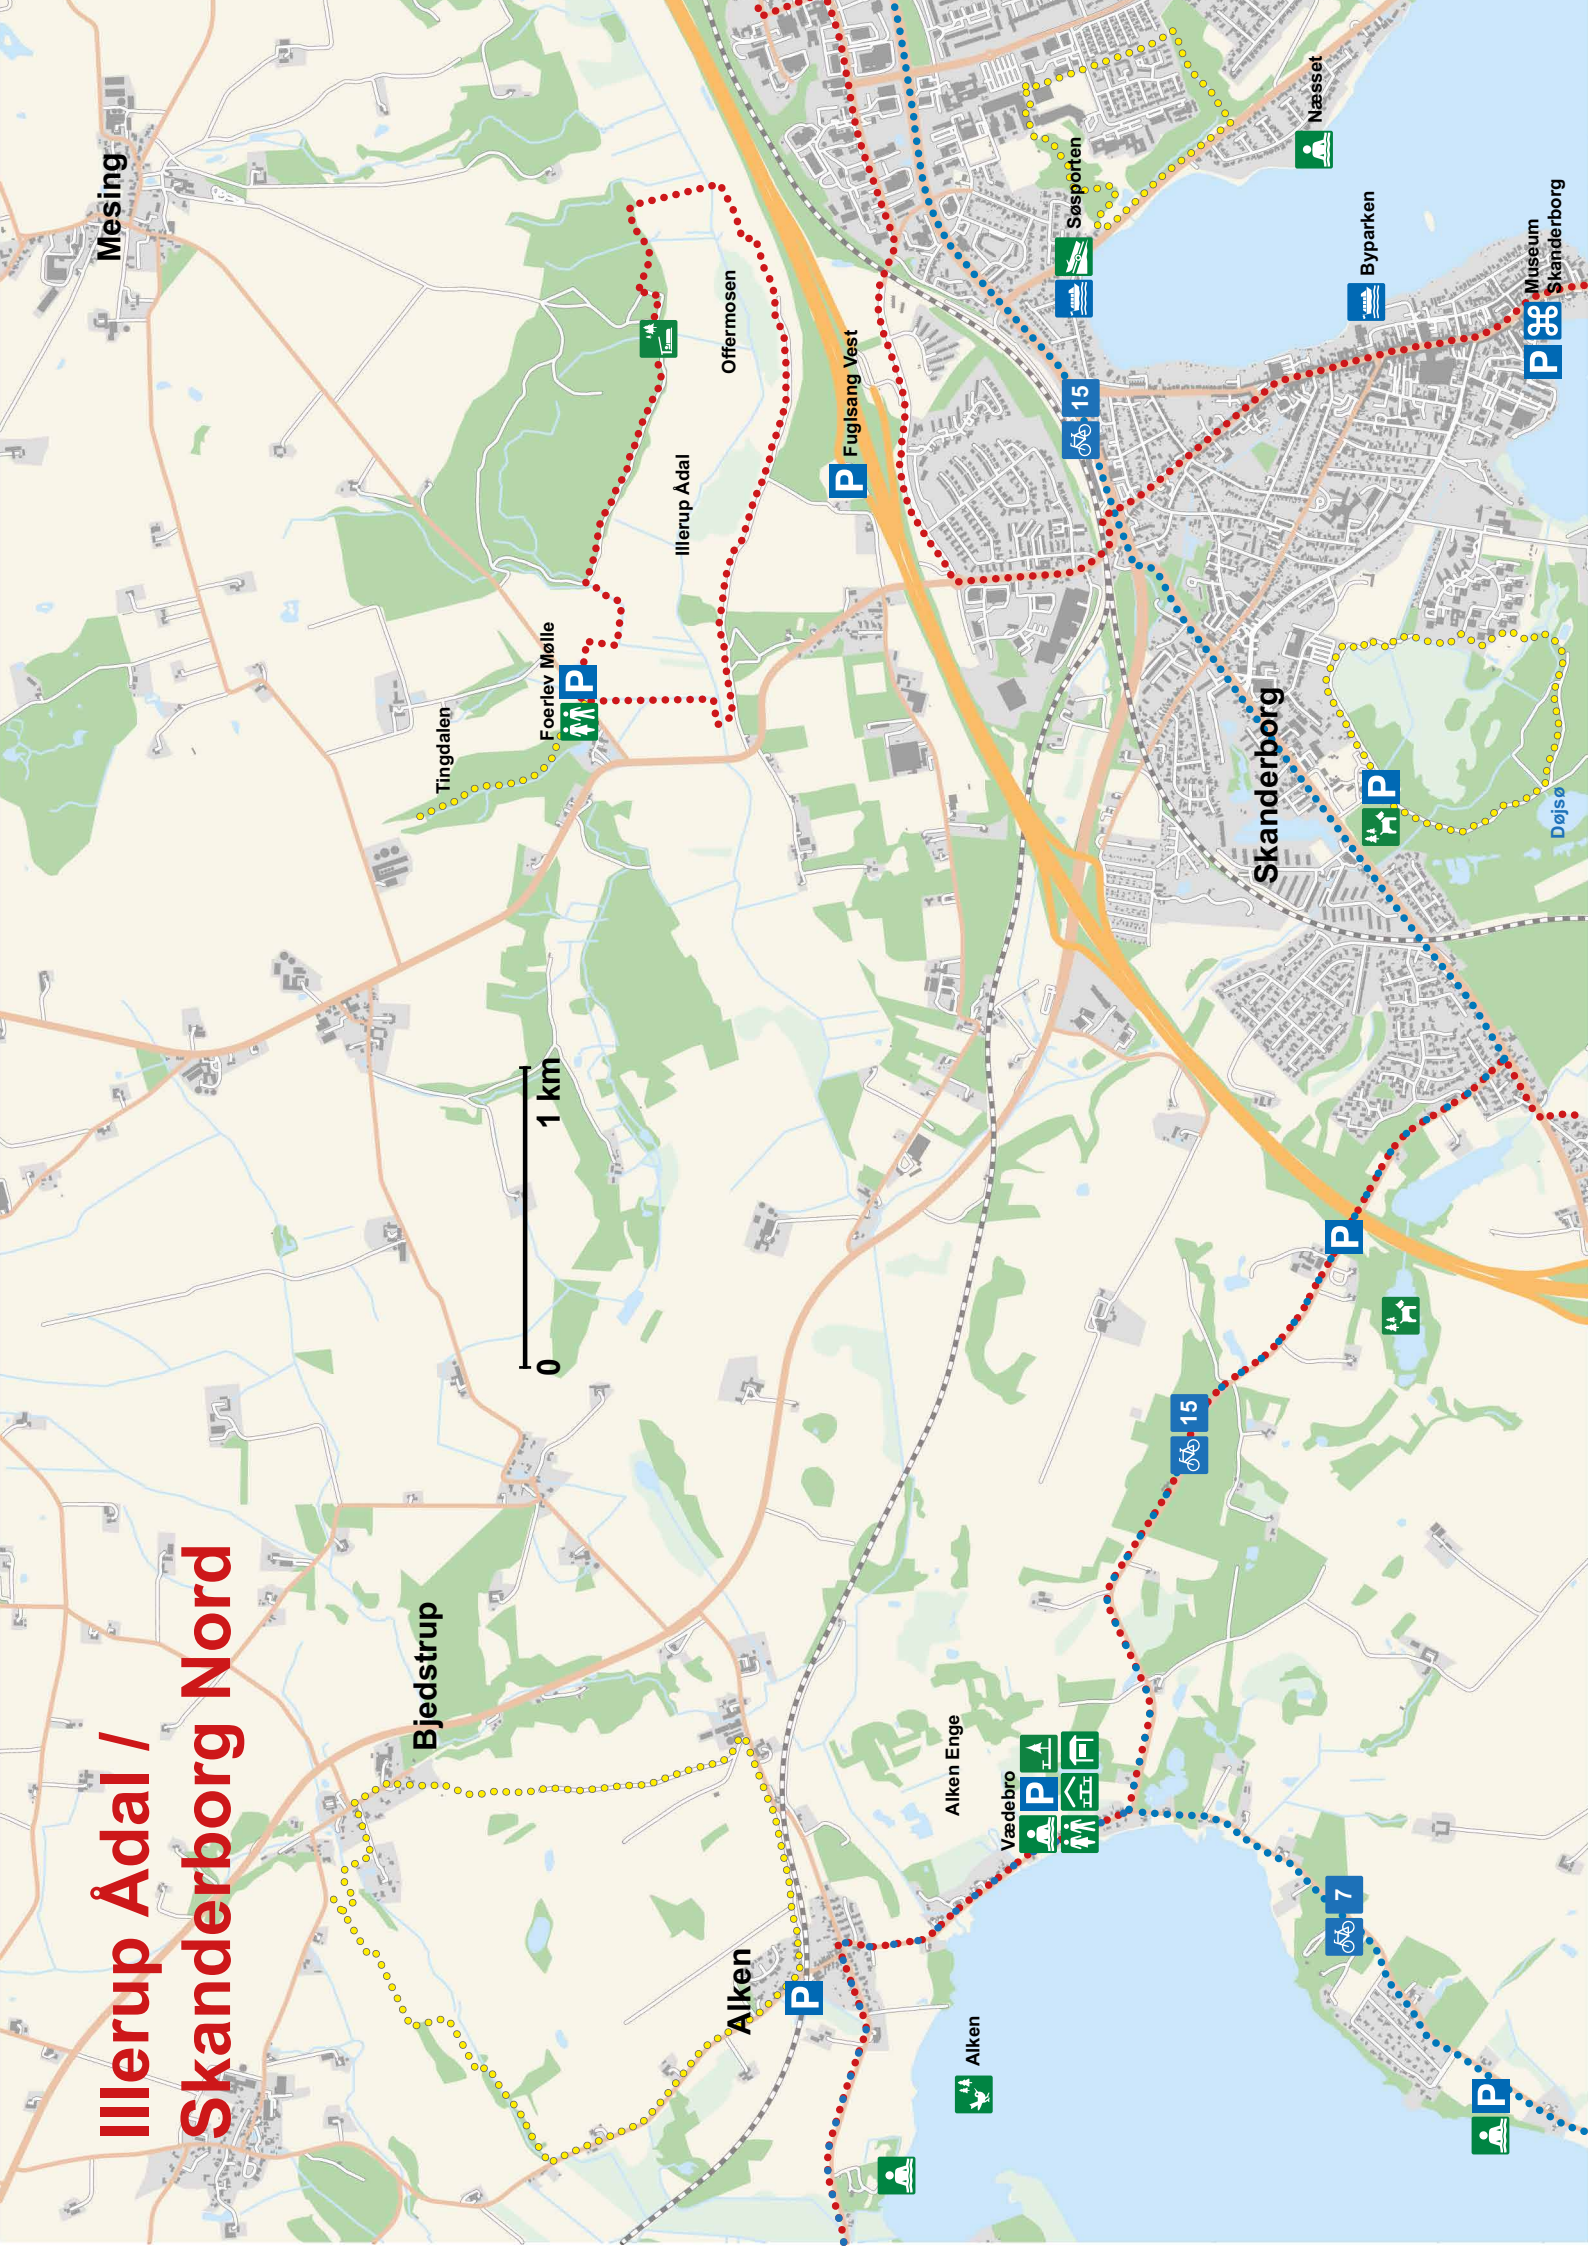 Illerup Ådal /
Skanderborg Nord
Mesing
Bjedstrup
Tingdalen
Foerlev Mølle
P
0
1 km
Offermosen
Illerup Ådal
P
Fuglsang Vest
Alken
P
Alken Enge
Vædebro
P
Alken
Søsporten
15
15
Næsset
Byparken
Museum
Skanderborg
P
Skanderborg
P
Døjsø
P
7
P